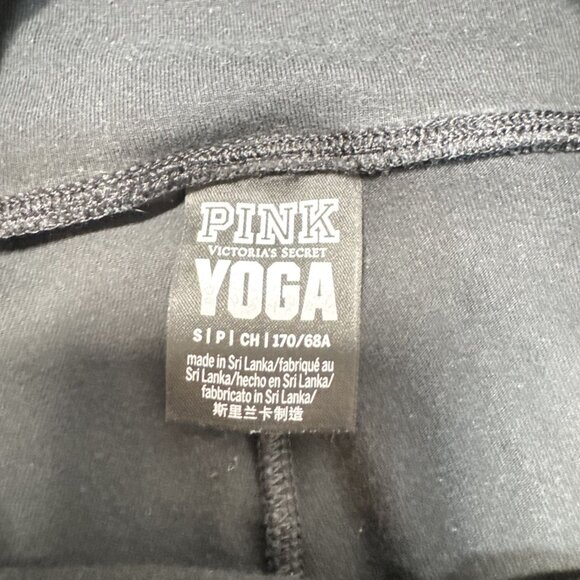 PINK
VICTORIA'S SECRET
YOGA
S | P | CH | 170/68A
made in Sri Lanka/fabriqué au
Sri Lanka/hecho en Sri Lanka/
fabbricato in Sri Lanka/
斯里兰卡制造